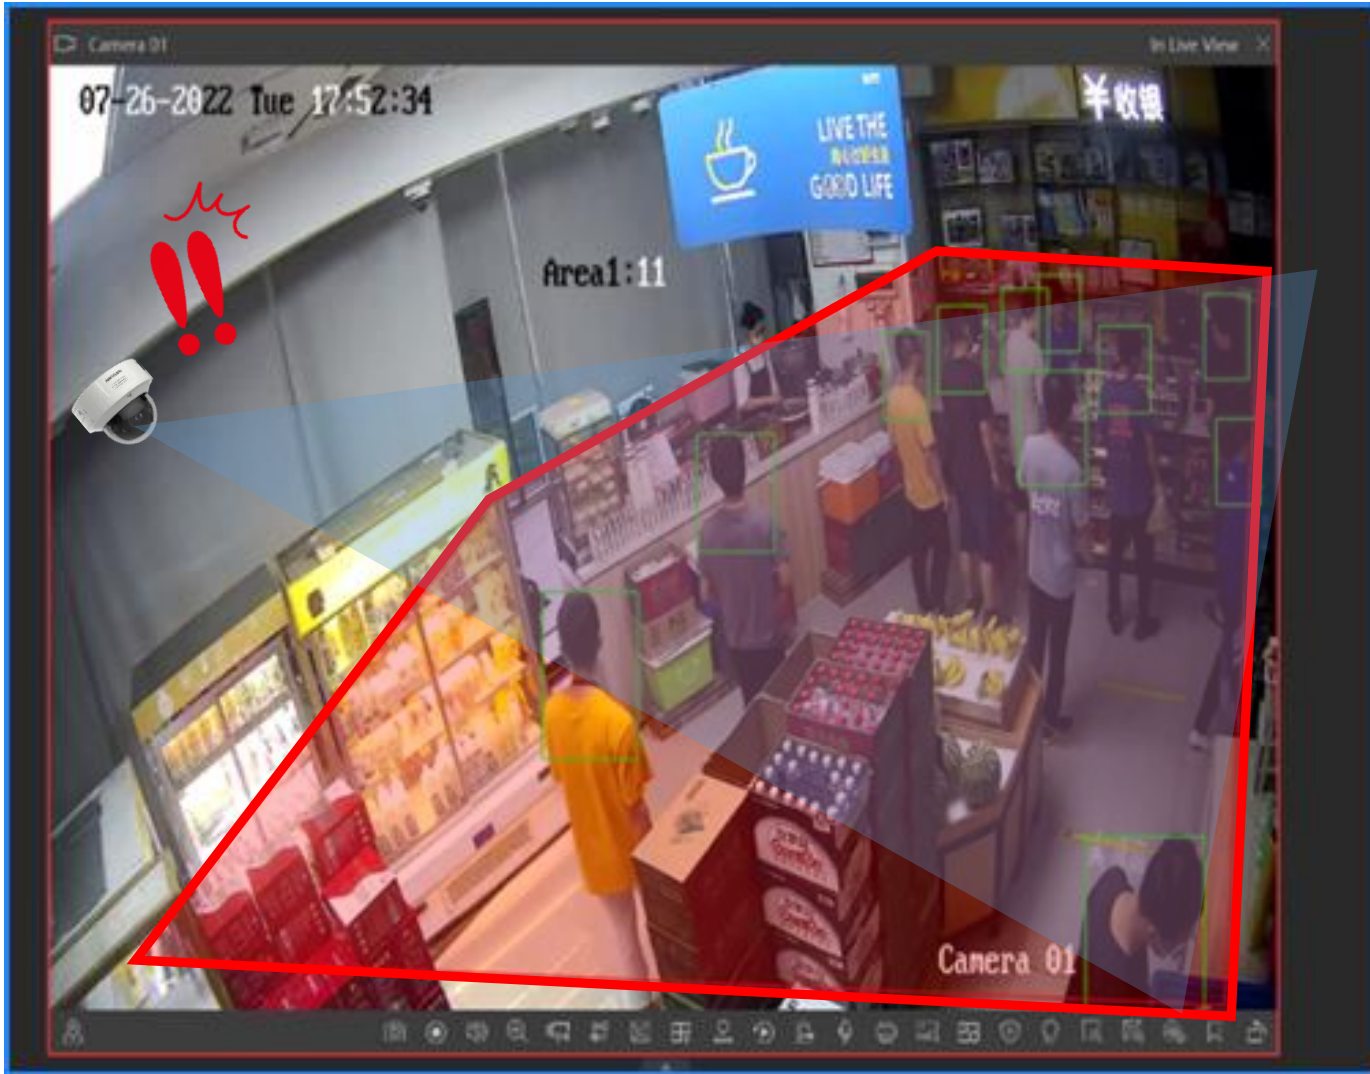 Camera 01
In Live View
07-26-2022 Tue 17:52:34
¥收银
LIVE THE
GOOD LIFE
Area1:11
Camera 01